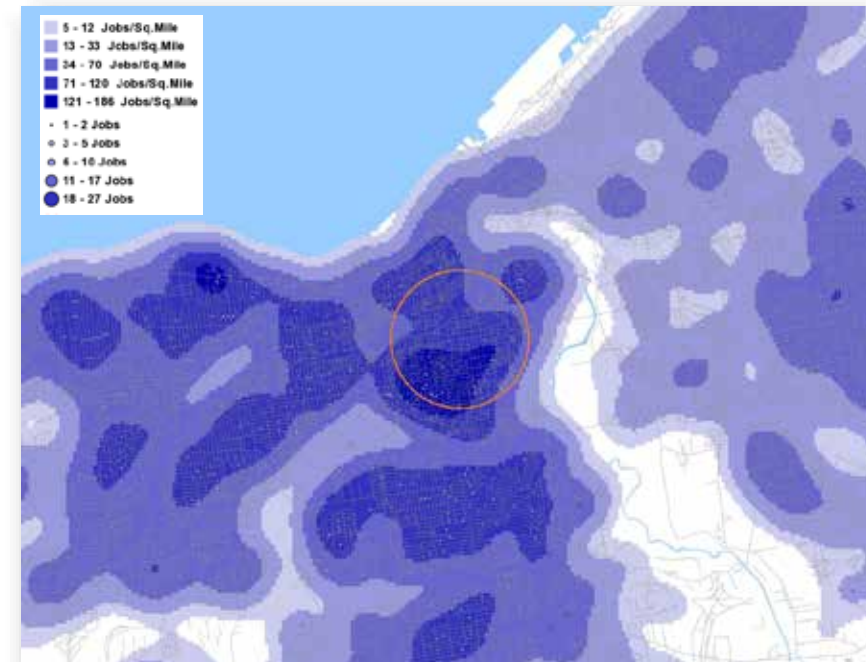 5 - 12 Jobs/Sq.Mile
13 - 33 Jobs/Sq.Mile
34 - 70 Jobs/Sq.Mile
71 - 120 Jobs/Sq.Mile
121 - 186 Jobs/Sq.Mile
1 - 2 Jobs
3 - 5 Jobs
6 - 10 Jobs
11 - 17 Jobs
18 - 27 Jobs